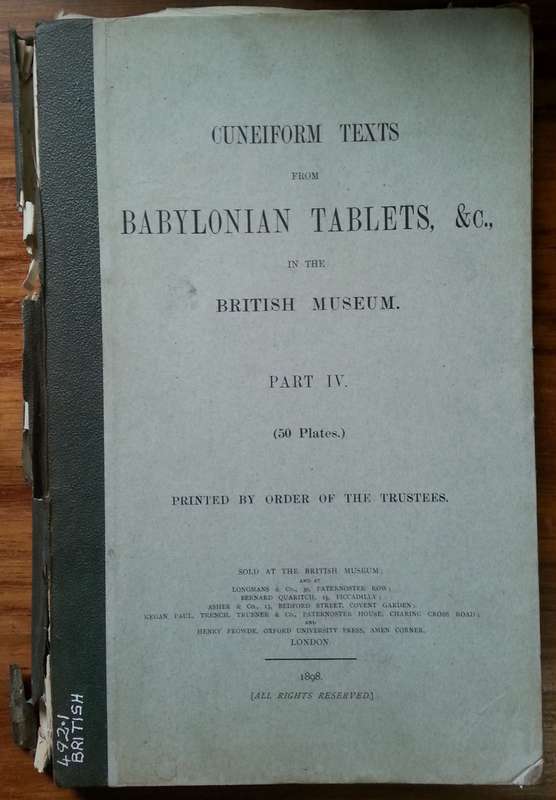 CUNEIFORM TEXTS
FROM
BABYLONIAN TABLETS, &C.,
IN THE
BRITISH MUSEUM.
PART IV.
(50 Plates.)
PRINTED BY ORDER OF THE TRUSTEES.
SOLD AT THE BRITISH MUSEUM;
AND AT
LONGMANS & CO., 39, PATERNOSTER ROW;
BERNARD QUARITCH, 15, PICCADILLY;
ASHER & CO., 13, BEDFORD STREET, COVENT GARDEN;
KEGAN PAUL, TRENCH, TRUBNER & CO., PATERNOSTER HOUSE, CHARING CROSS ROAD;
AND
HENRY FROWDE, OXFORD UNIVERSITY PRESS, AMEN CORNER,
LONDON.
1898.
[ALL RIGHTS RESERVED.]
492.1
BRITISH